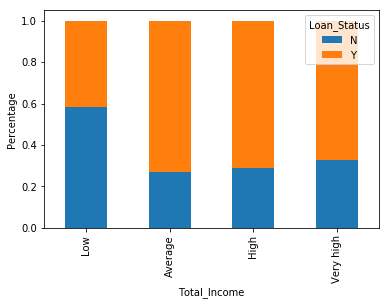 Loan_Status
N
Y
1.0
0.8
0.6
0.4
0.2
0.0
Percentage
Low
Average
High
Very high
Total_Income